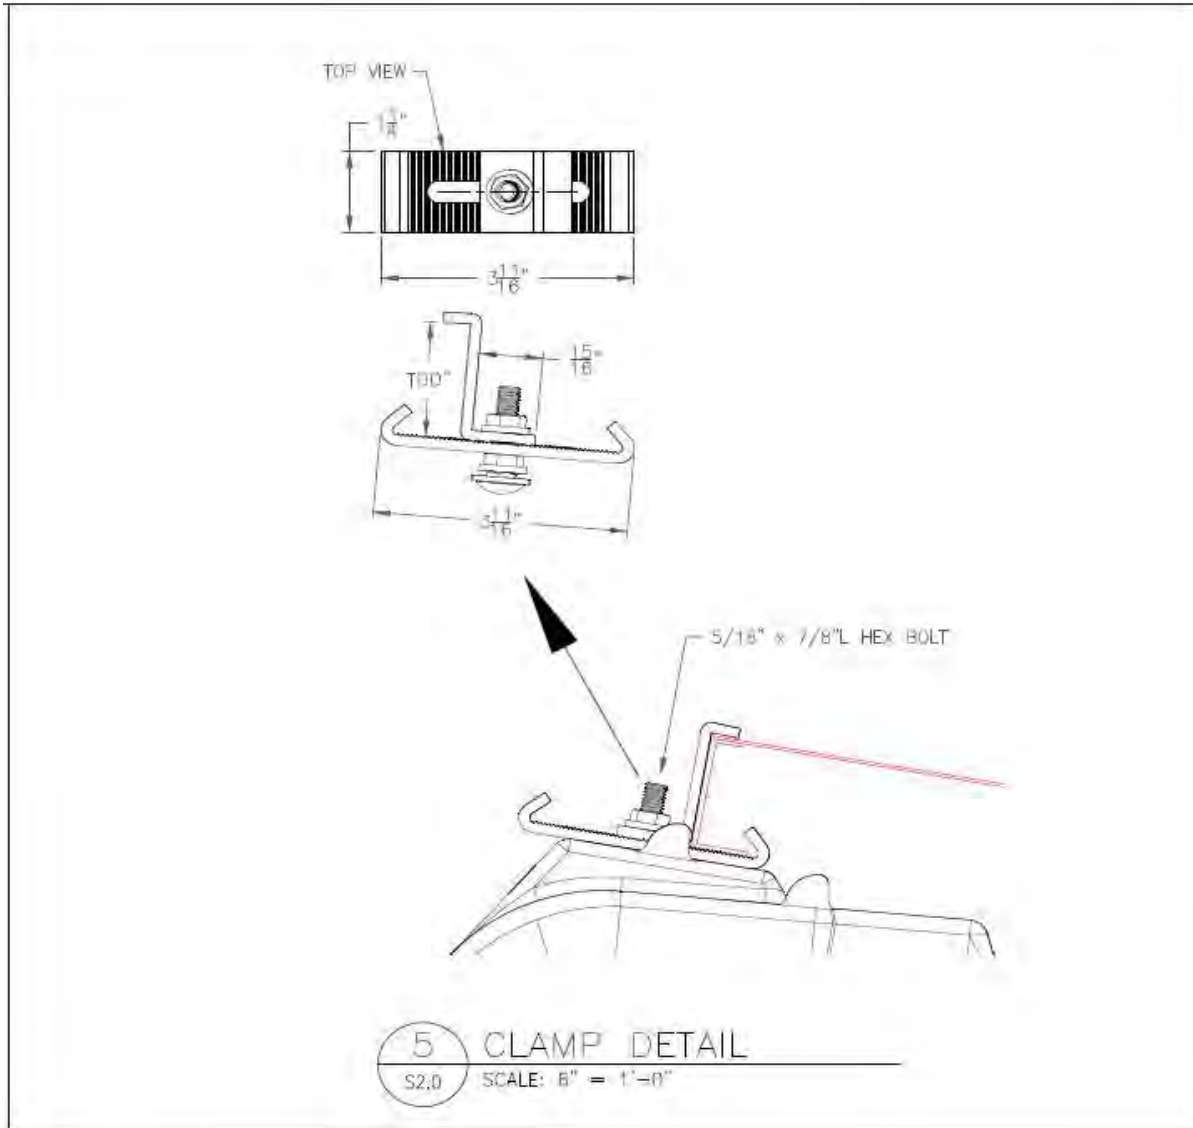 TOP VIEW
1 1/4"
3 11/16"
15/16"
3 11/16"
5/16" x 7/8"L HEX BOLT
5 CLAMP DETAIL
S2.0 SCALE: 6" = 1'-0"